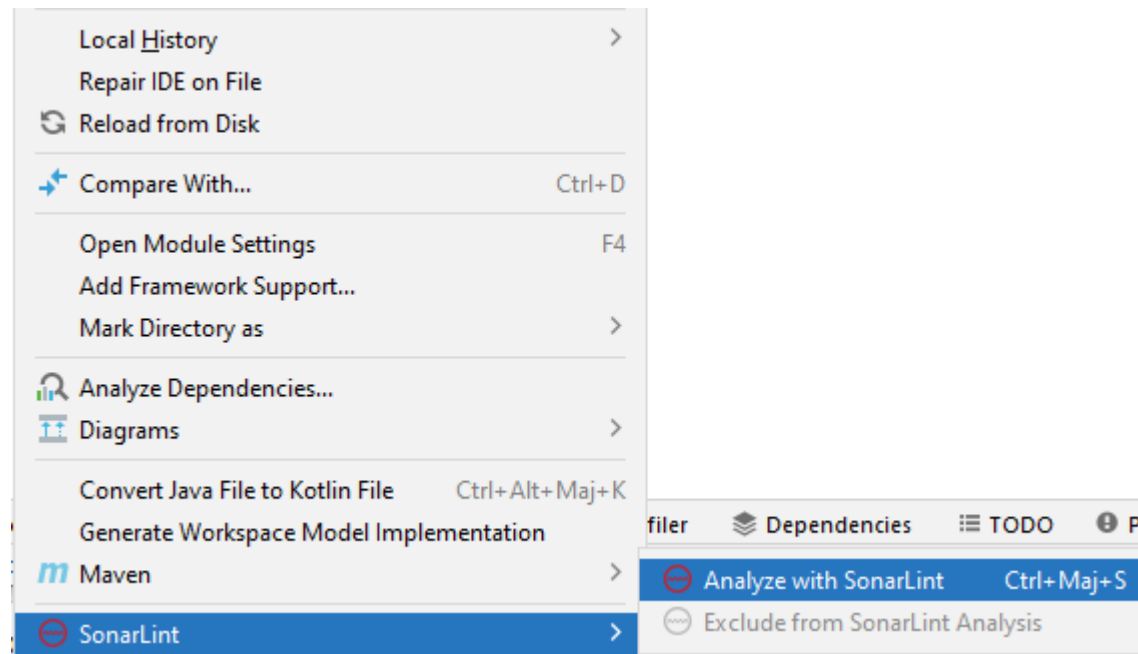 Local History
Repair IDE on File
Reload from Disk
Compare With... Ctrl+D
Open Module Settings F4
Add Framework Support...
Mark Directory as
Analyze Dependencies...
Diagrams
Convert Java File to Kotlin File Ctrl+Alt+Maj+K
Generate Workspace Model Implementation
filer Dependencies TODO P
Maven
Analyze with SonarLint Ctrl+Maj+S
SonarLint
Exclude from SonarLint Analysis